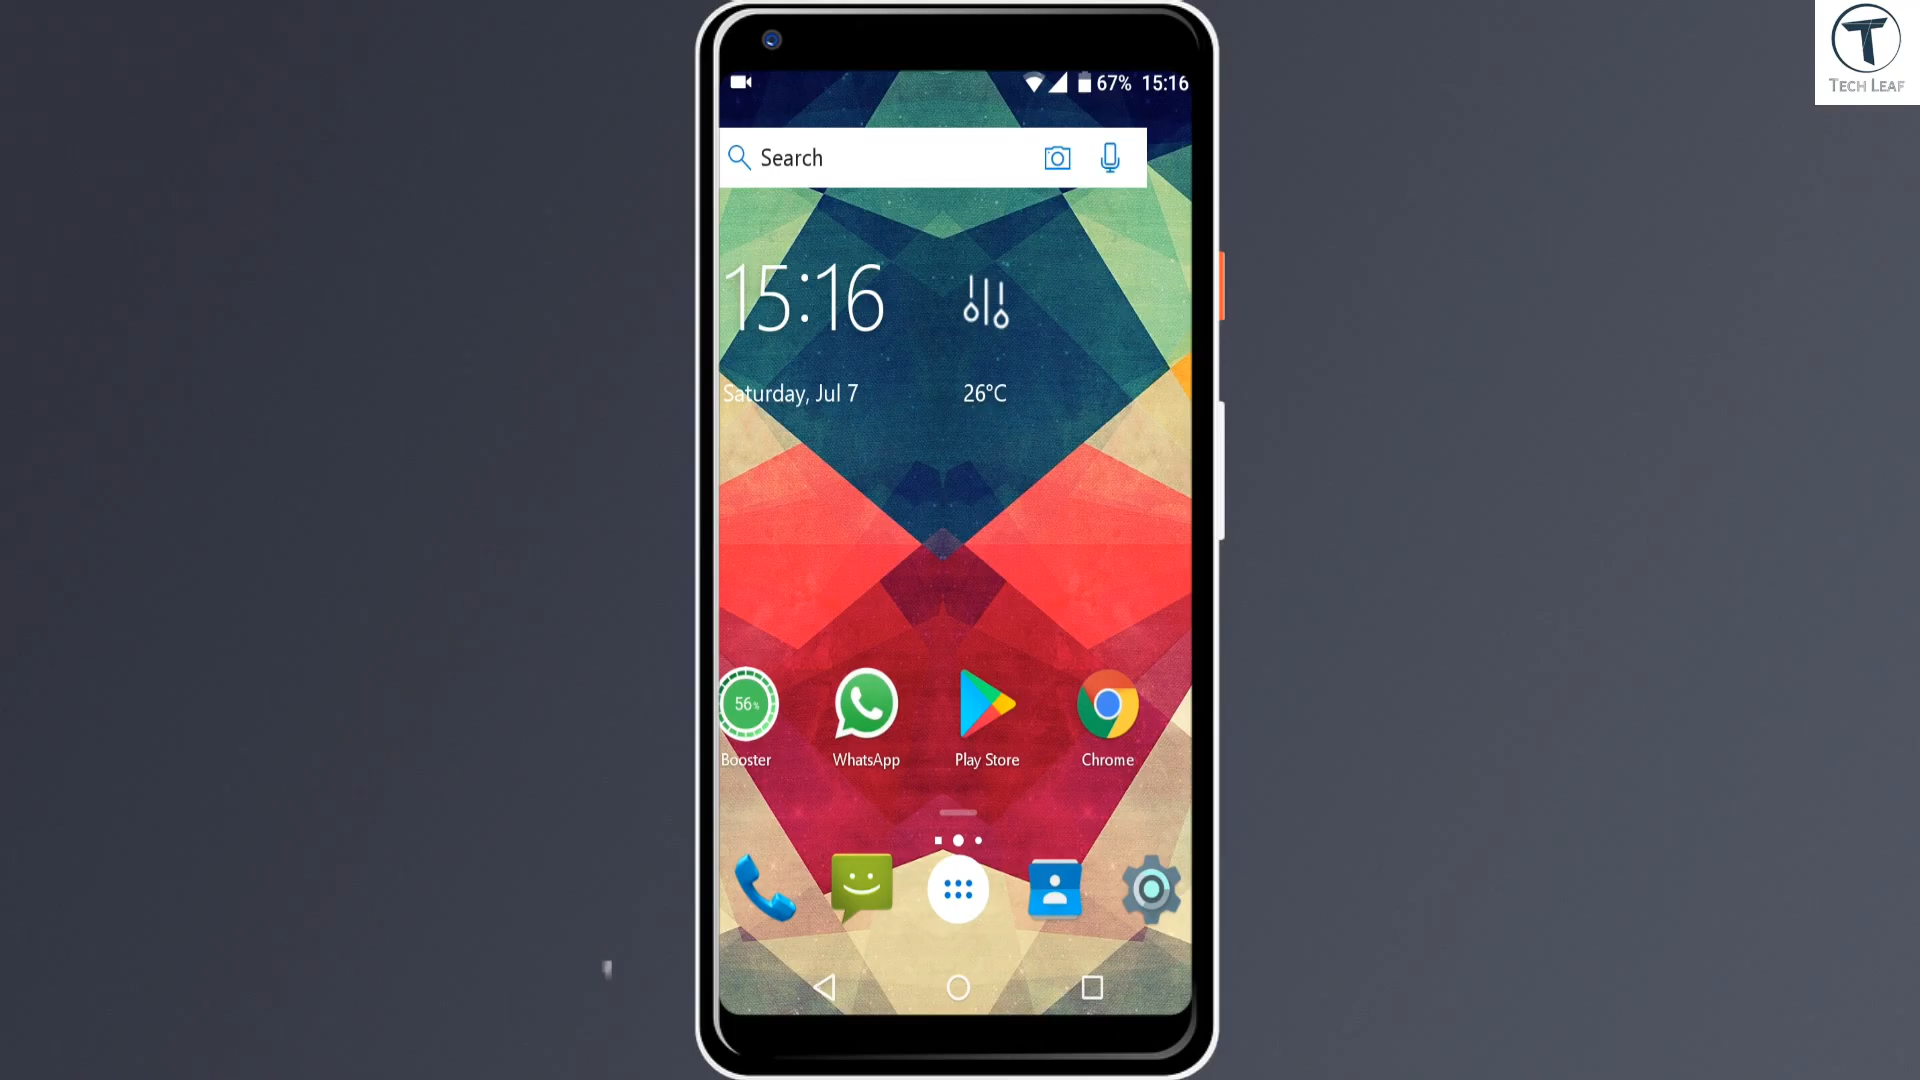 TECH LEAF
67% 15:16
Search
15:16
Saturday, Jul 7
26°C
56%
Booster
WhatsApp
Play Store
Chrome